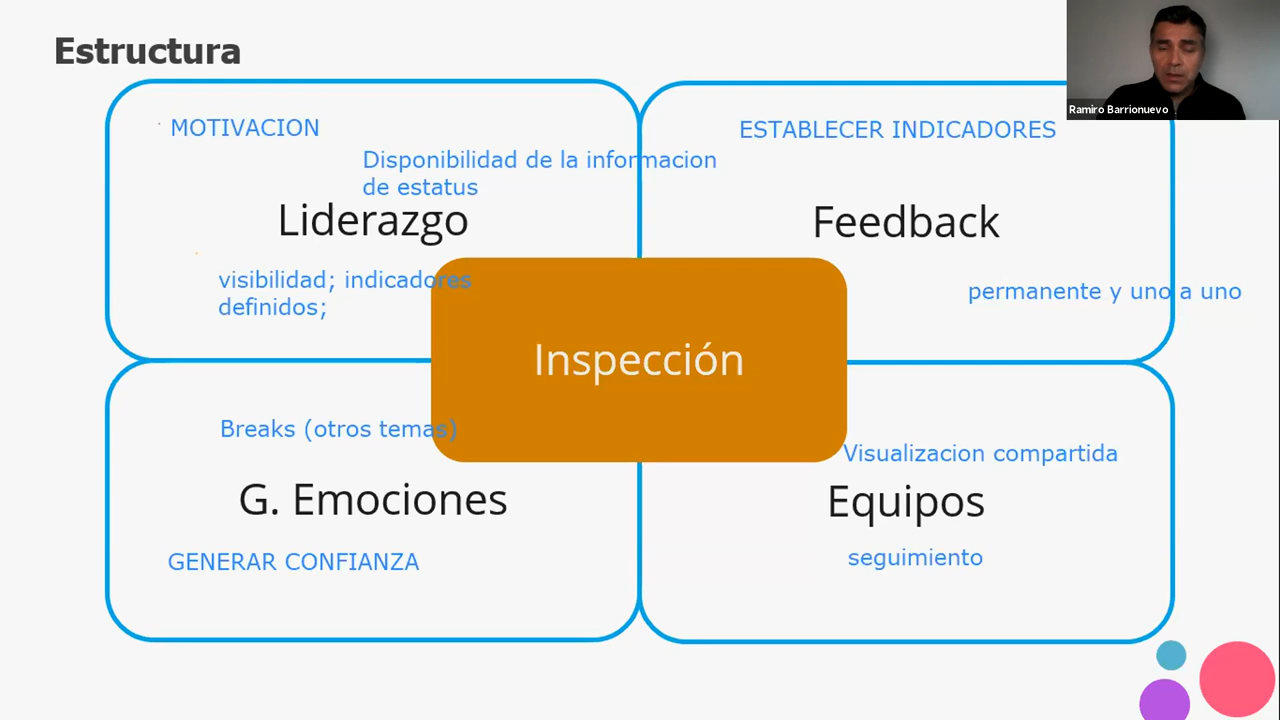 Estructura
Ramiro Barrionuevo
MOTIVACION
ESTABLECER INDICADORES
Disponibilidad de la informacion
de estatus
Liderazgo
Feedback
visibilidad; indicadores
definidos;
permanente y uno a uno
Inspección
Breaks (otros temas)
Visualizacion compartida
G. Emociones
Equipos
GENERAR CONFIANZA
seguimiento